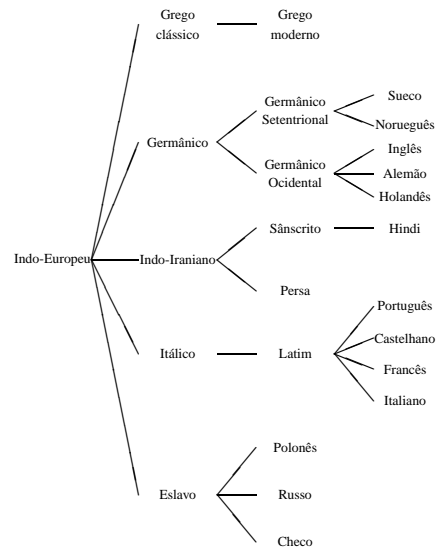 Grego
clássico
Grego
moderno
Germânico
Germânico
Setentrional
Sueco
Norueguês
Germânico
Ocidental
Inglês
Alemão
Holandês
Indo-Europeu
Indo-Iraniano
Sânscrito
Hindi
Persa
Itálico
Latim
Português
Castelhano
Francês
Italiano
Eslavo
Polonês
Russo
Checo